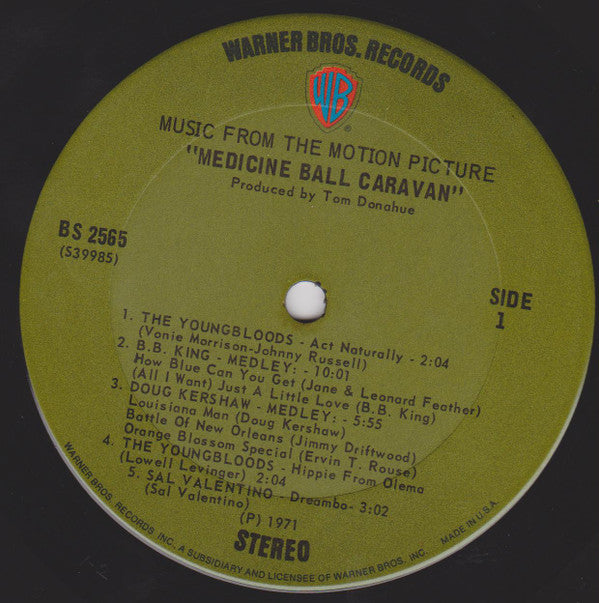 WARNER BROS. RECORDS
WB
®
MUSIC FROM THE MOTION PICTURE
"MEDICINE BALL CARAVAN"
Produced by Tom Donahue
BS 2565
(S39985)
SIDE
1
1. THE YOUNGBLOODS - Act Naturally - 2:04
(Vonie Morrison-Johnny Russell)
2. B.B. KING - MEDLEY: - 10:01
How Blue Can You Get (Jane & Leonard Feather)
(All I Want) Just A Little Love (B.B. King)
3. DOUG KERSHAW - MEDLEY: - 5:55
Louisiana Man (Doug Kershaw)
Battle Of New Orleans (Jimmy Driftwood)
Orange Blossom Special (Ervin T. Rouse)
4. THE YOUNGBLOODS - Hippie From Olema
(Lowell Levinger) 2:04
5. SAL VALENTINO - Dreambo- 3:02
(Sal Valentino)
(P) 1971
STEREO
WARNER BROS. RECORDS INC. A SUBSIDIARY AND LICENSEE OF WARNER BROS. INC. MADE IN U.S.A.